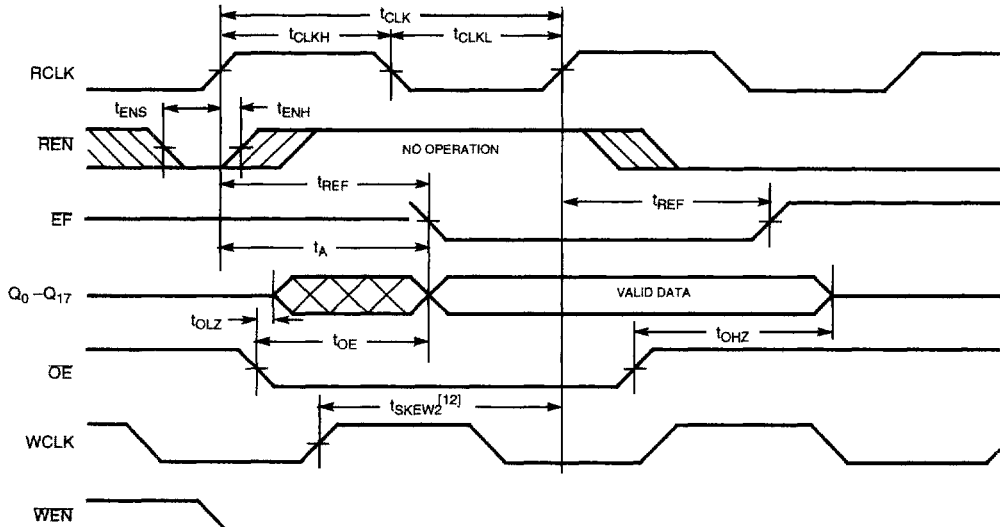 tCLK
tCLKH tCLKL
RCLK
tENS tENH
REN NO OPERATION
tREF tREF
EF
tA
Q0–Q17 VALID DATA
tOLZ tOE tOHZ
OE
tSKEW2[12]
WCLK
WEN